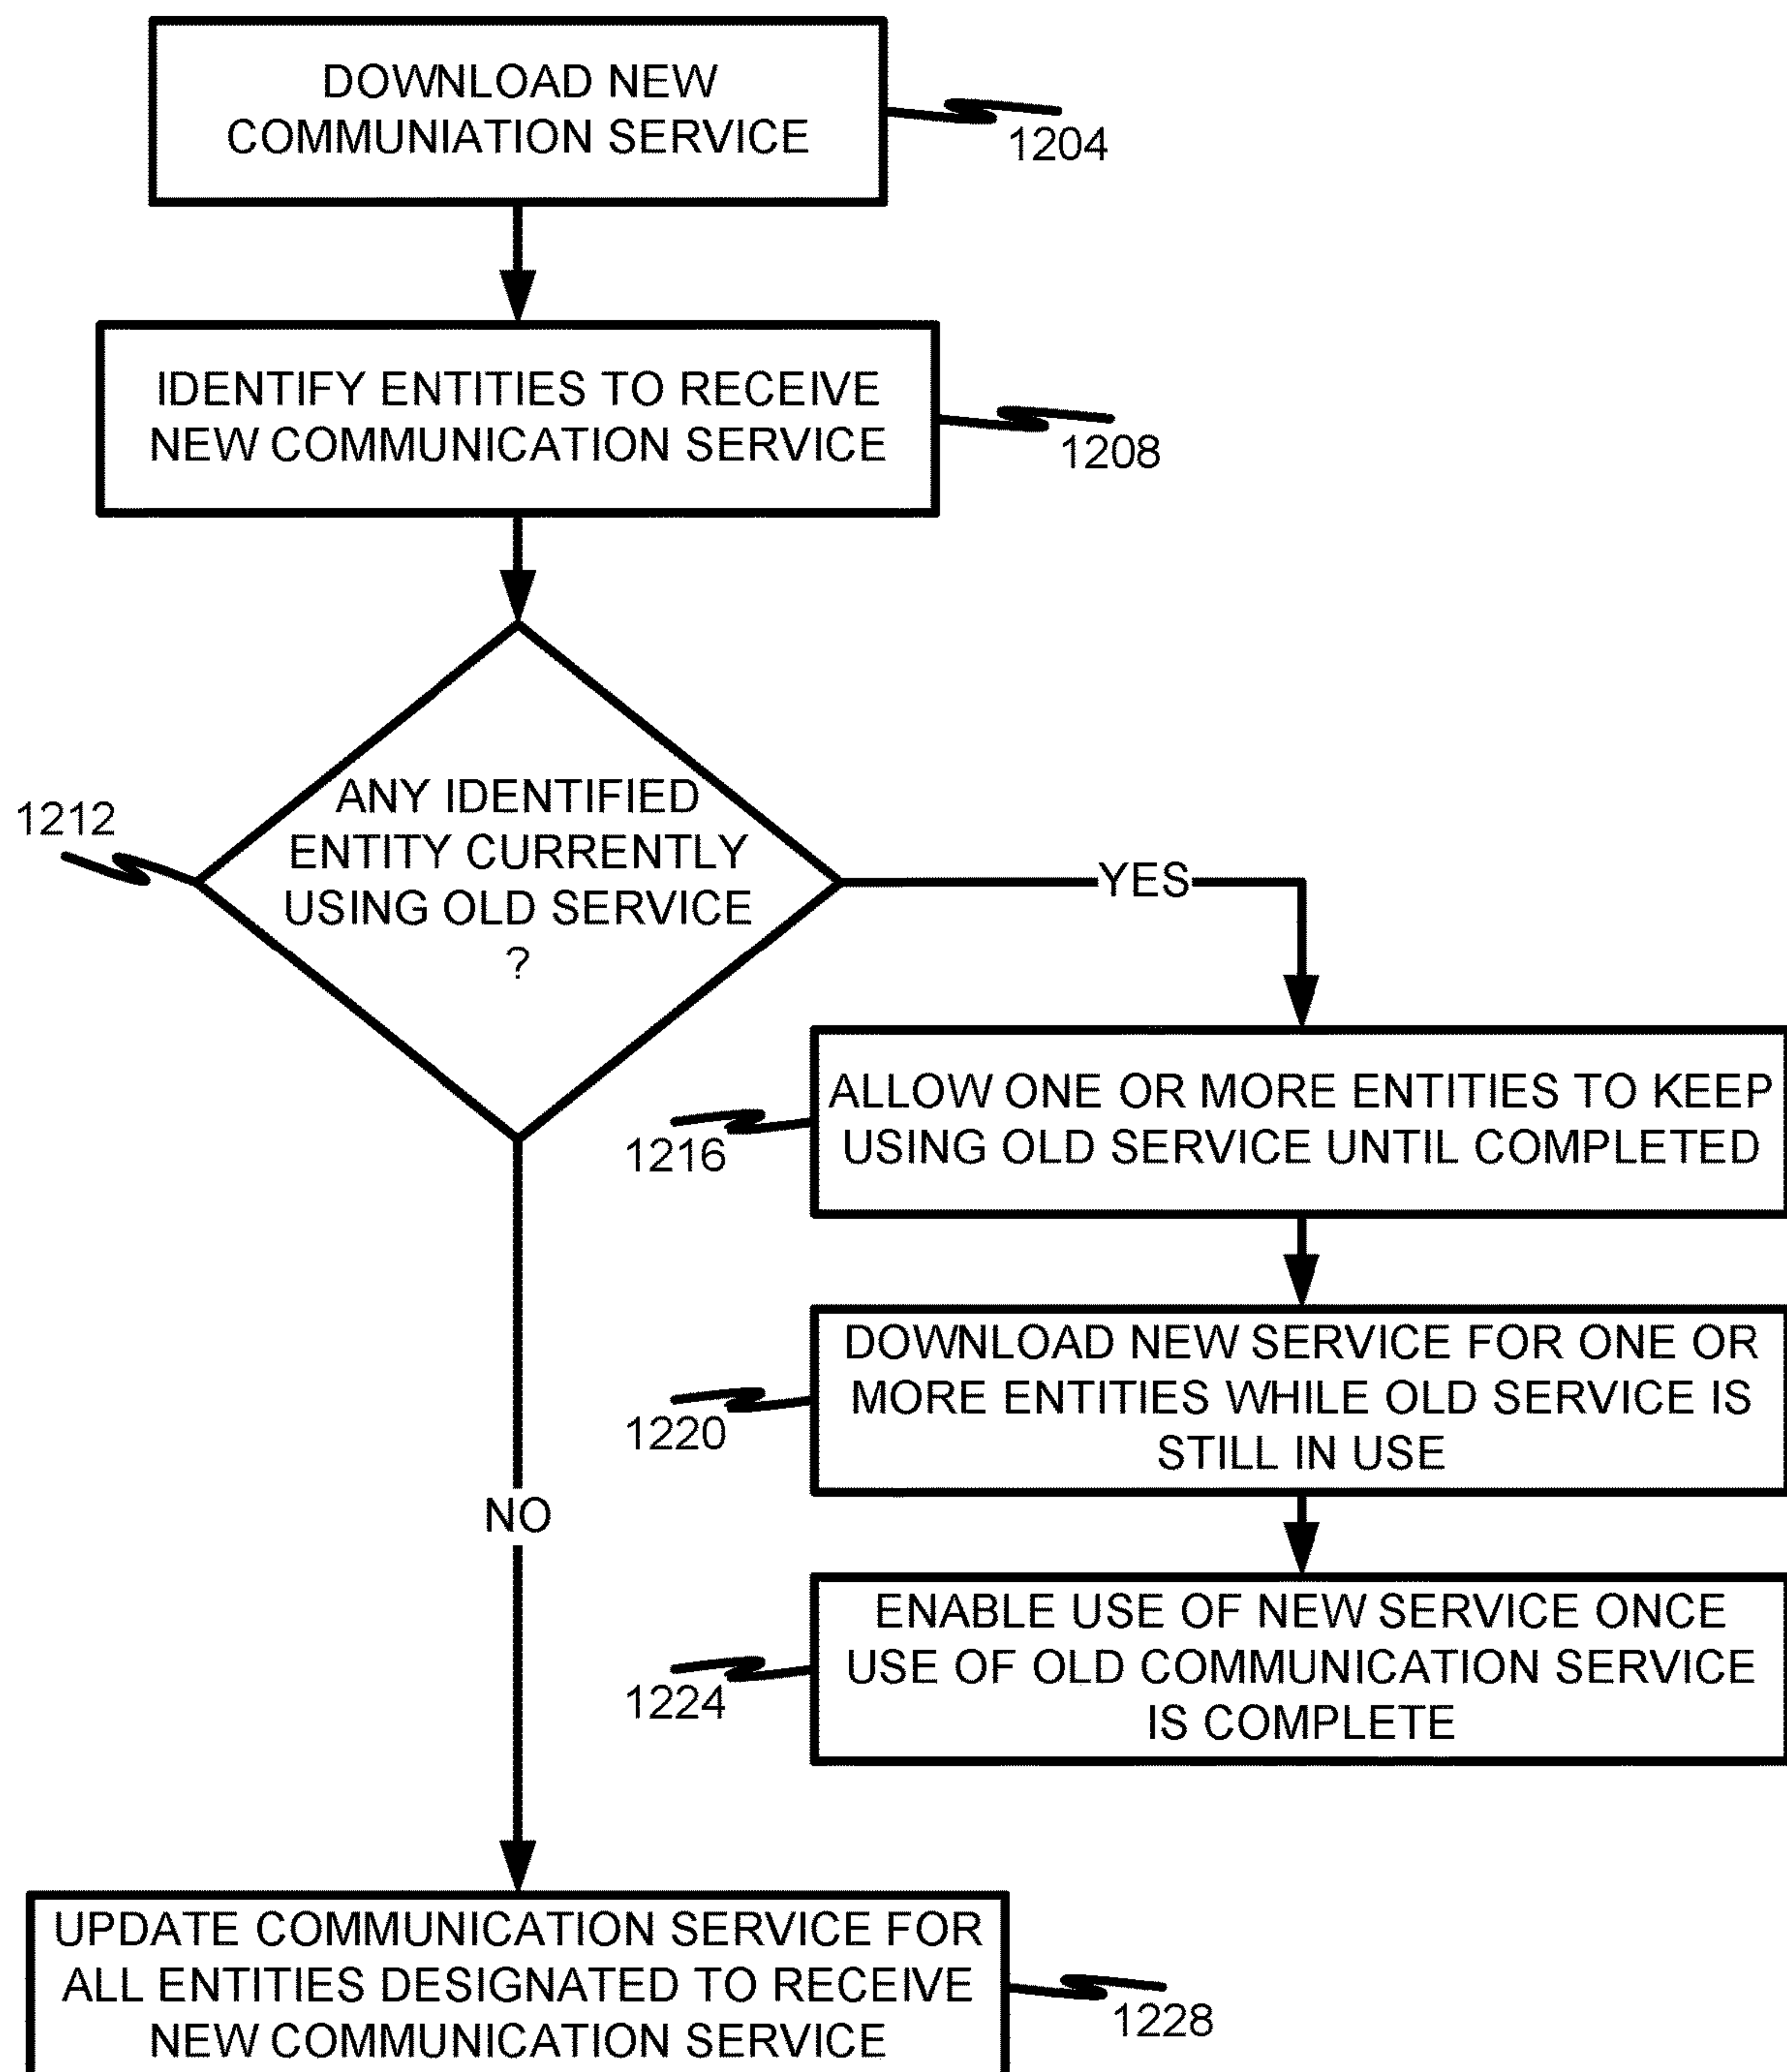 DOWNLOAD NEW
COMMUNIATION SERVICE
1204
IDENTIFY ENTITIES TO RECEIVE
NEW COMMUNICATION SERVICE
1208
ANY IDENTIFIED
ENTITY CURRENTLY
USING OLD SERVICE
?
1212
YES
ALLOW ONE OR MORE ENTITIES TO KEEP
USING OLD SERVICE UNTIL COMPLETED
1216
DOWNLOAD NEW SERVICE FOR ONE OR
MORE ENTITIES WHILE OLD SERVICE IS
STILL IN USE
1220
ENABLE USE OF NEW SERVICE ONCE
USE OF OLD COMMUNICATION SERVICE
IS COMPLETE
1224
NO
UPDATE COMMUNICATION SERVICE FOR
ALL ENTITIES DESIGNATED TO RECEIVE
NEW COMMUNICATION SERVICE
1228